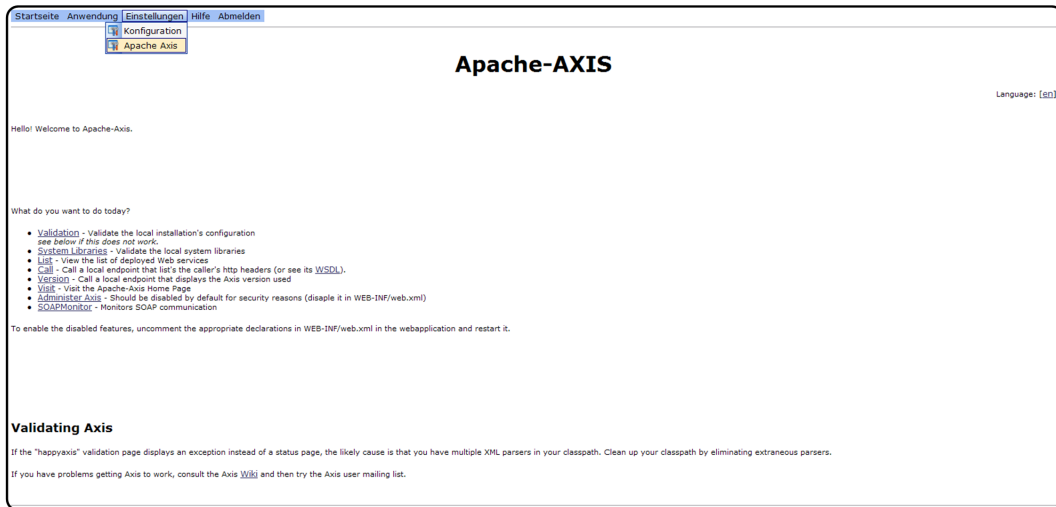 Startseite Anwendung Einstellungen Hilfe Abmelden
Konfiguration
Apache Axis
Apache-AXIS
Language: [en]
Hello! Welcome to Apache-Axis.
What do you want to do today?
• Validation - Validate the local installation's configuration
see below if this does not work.
• System Libraries - Validate the local system libraries
• List - View the list of deployed Web services
• Call - Call a local endpoint that list's the caller's http headers (or see its WSDL).
• Version - Call a local endpoint that displays the Axis version used
• Visit - Visit the Apache-Axis Home Page
• Administer Axis - Should be disabled by default for security reasons (disaple it in WEB-INF/web.xml)
• SOAPMonitor - Monitors SOAP communication
To enable the disabled features, uncomment the appropriate declarations in WEB-INF/web.xml in the webapplication and restart it.
Validating Axis
If the "happyaxis" validation page displays an exception instead of a status page, the likely cause is that you have multiple XML parsers in your classpath. Clean up your classpath by eliminating extraneous parsers.
If you have problems getting Axis to work, consult the Axis Wiki and then try the Axis user mailing list.